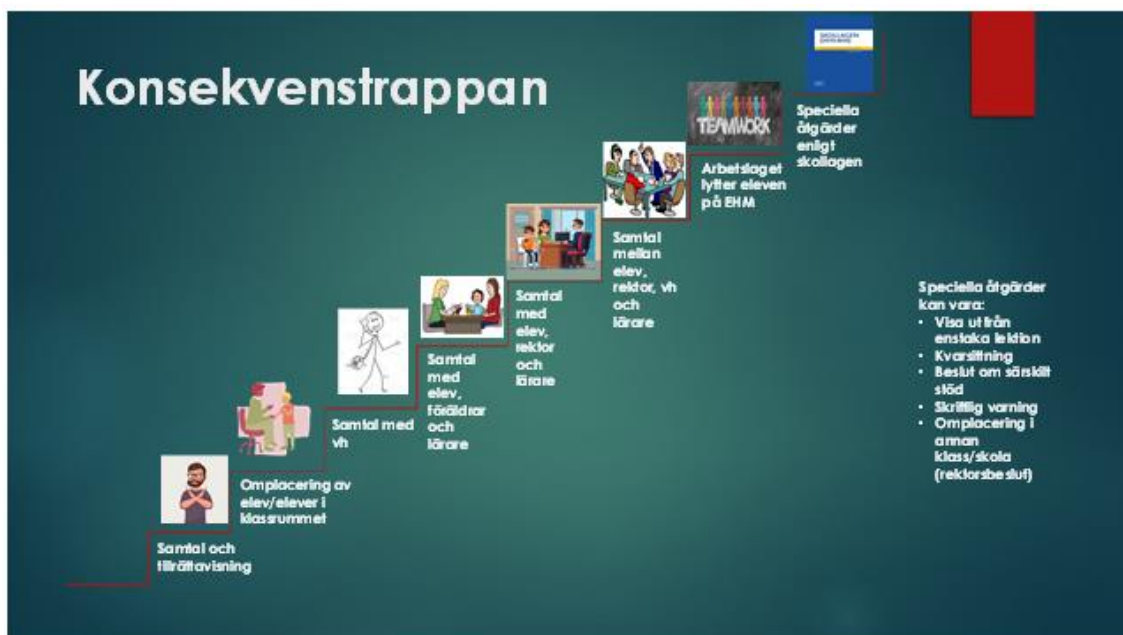 Konsekvenstrappan
Samtal och
tillrättavisning
Omplacering av
elev/elever i
klassrummet
Samtal med
vh
Samtal
med
elev,
föräldrar
och
lärare
Samtal
med
elev,
rektor
och
lärare
Samtal
mellan
elev,
rektor, vh
och
lärare
TEAMWORK
Arbetslaget
lyfter eleven
på EHM
Speciella
åtgärder
enligt
skollagen
Speciella åtgärder
kan vara:
• Visa ut från
enstaka lektion
• Kvarsittning
• Beslut om särskilt
stöd
• Skriftlig varning
• Omplacering i
annan
klass/skola
(rektorsbeslut)